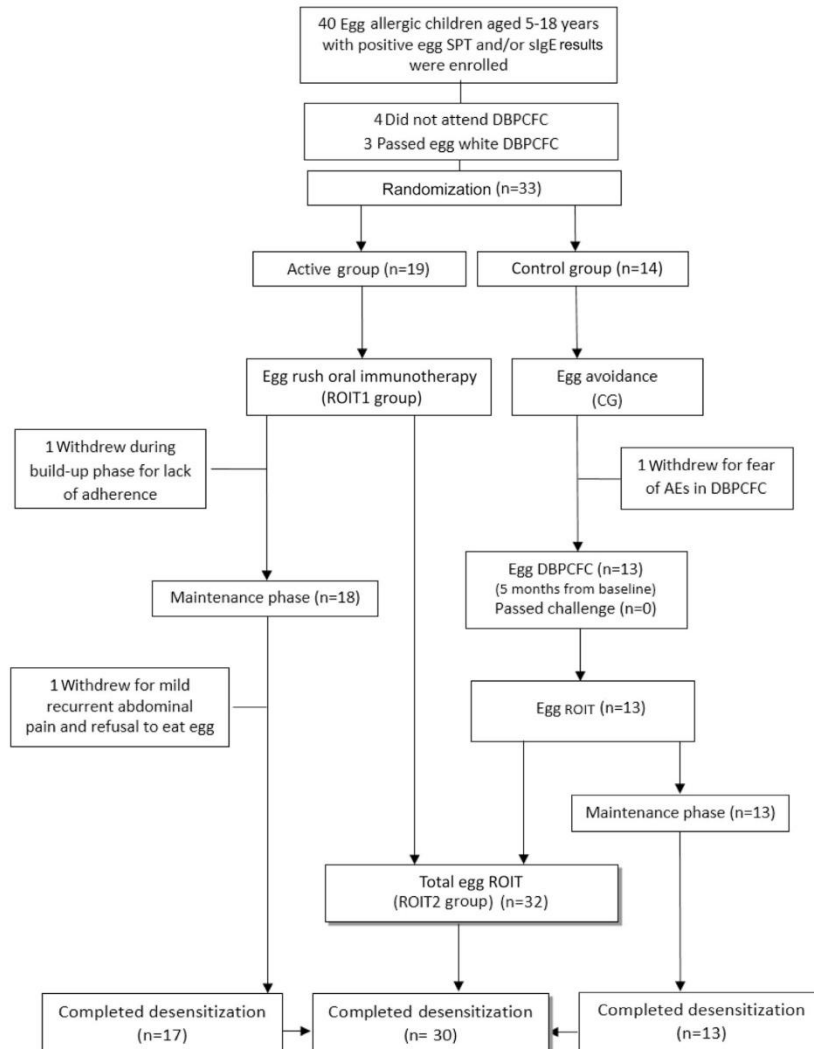 40 Egg allergic children aged 5-18 years
with positive egg SPT and/or sIgE results
were enrolled
4 Did not attend DBPCFC
3 Passed egg white DBPCFC
Randomization (n=33)
Active group (n=19)
Control group (n=14)
Egg rush oral immunotherapy
(ROIT1 group)
Egg avoidance
(CG)
1 Withdrew during
build-up phase for lack
of adherence
1 Withdrew for fear
of AEs in DBPCFC
Egg DBPCFC (n=13)
(5 months from baseline)
Passed challenge (n=0)
Maintenance phase (n=18)
1 Withdrew for mild
recurrent abdominal
pain and refusal to eat egg
Egg ROIT (n=13)
Maintenance phase (n=13)
Total egg ROIT
(ROIT2 group) (n=32)
Completed desensitization
(n=17)
Completed desensitization
(n= 30)
Completed desensitization
(n=13)